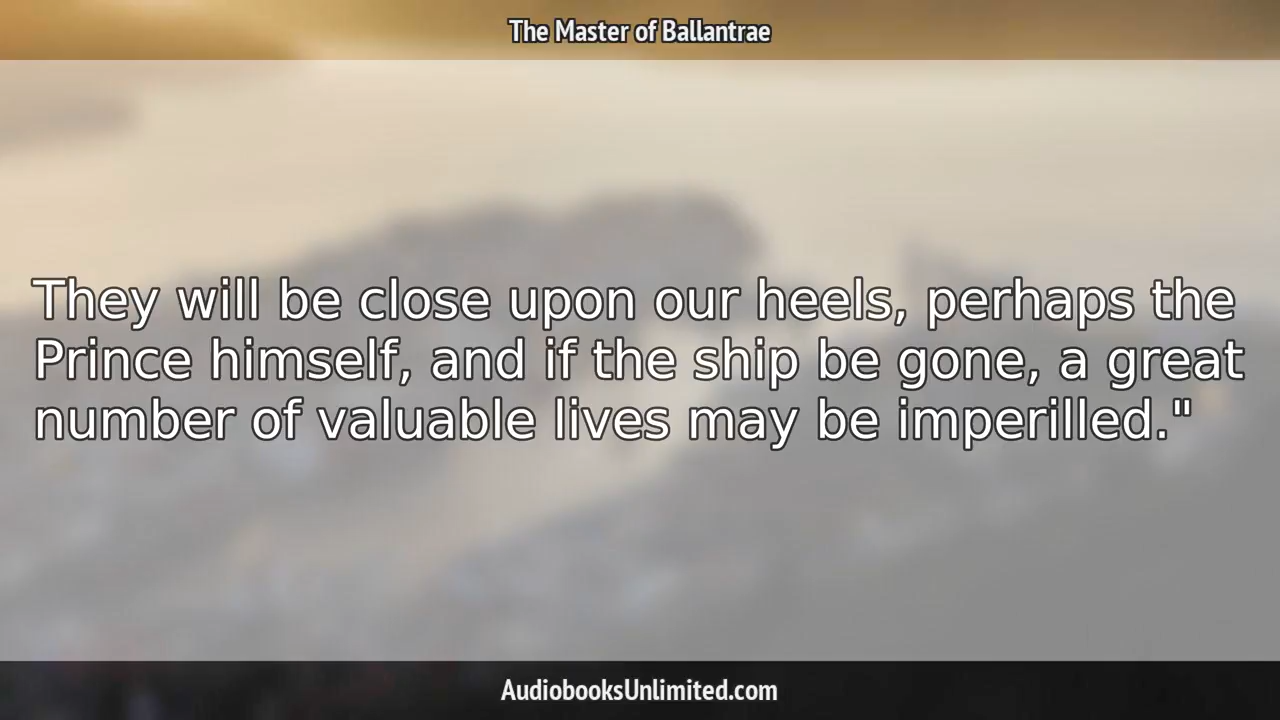 The Master of Ballantrae
They will be close upon our heels, perhaps the
Prince himself, and if the ship be gone, a great
number of valuable lives may be imperilled."
AudiobooksUnlimited.com